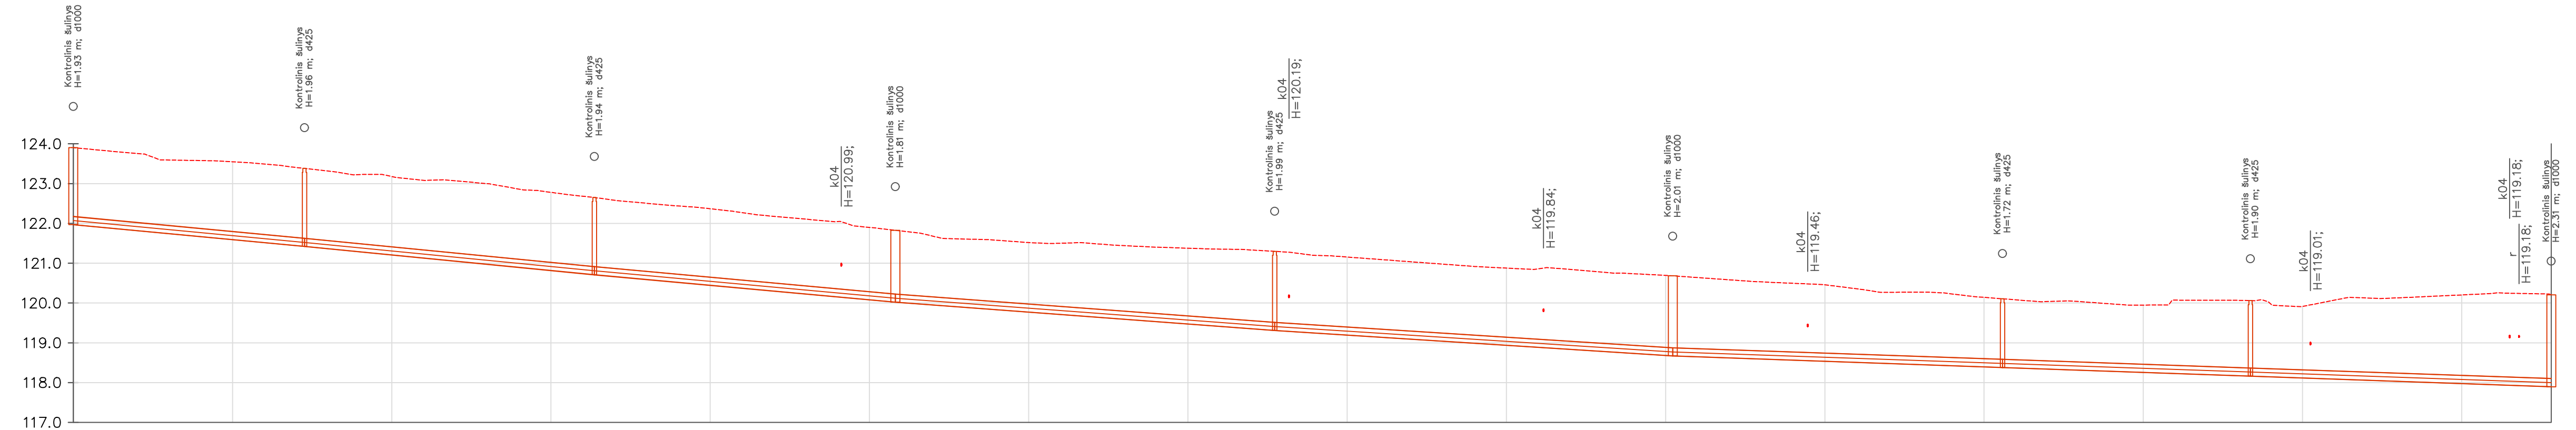 Kontrolinis šulinys
H=1.93 m; d1000
Kontrolinis šulinys
H=1.96 m; d425
Kontrolinis šulinys
H=1.94 m; d425
k04
H=120.99;
Kontrolinis šulinys
H=1.81 m; d1000
Kontrolinis šulinys
H=1.99 m; d425
k04
H=120.19;
k04
H=119.84;
Kontrolinis šulinys
H=2.01 m; d1000
k04
H=119.46;
Kontrolinis šulinys
H=1.72 m; d425
Kontrolinis šulinys
H=1.90 m; d425
k04
H=119.01;
k04
H=119.18;
r
H=119.18;
Kontrolinis šulinys
H=2.31 m; d1000
124.0
123.0
122.0
121.0
120.0
119.0
118.0
117.0